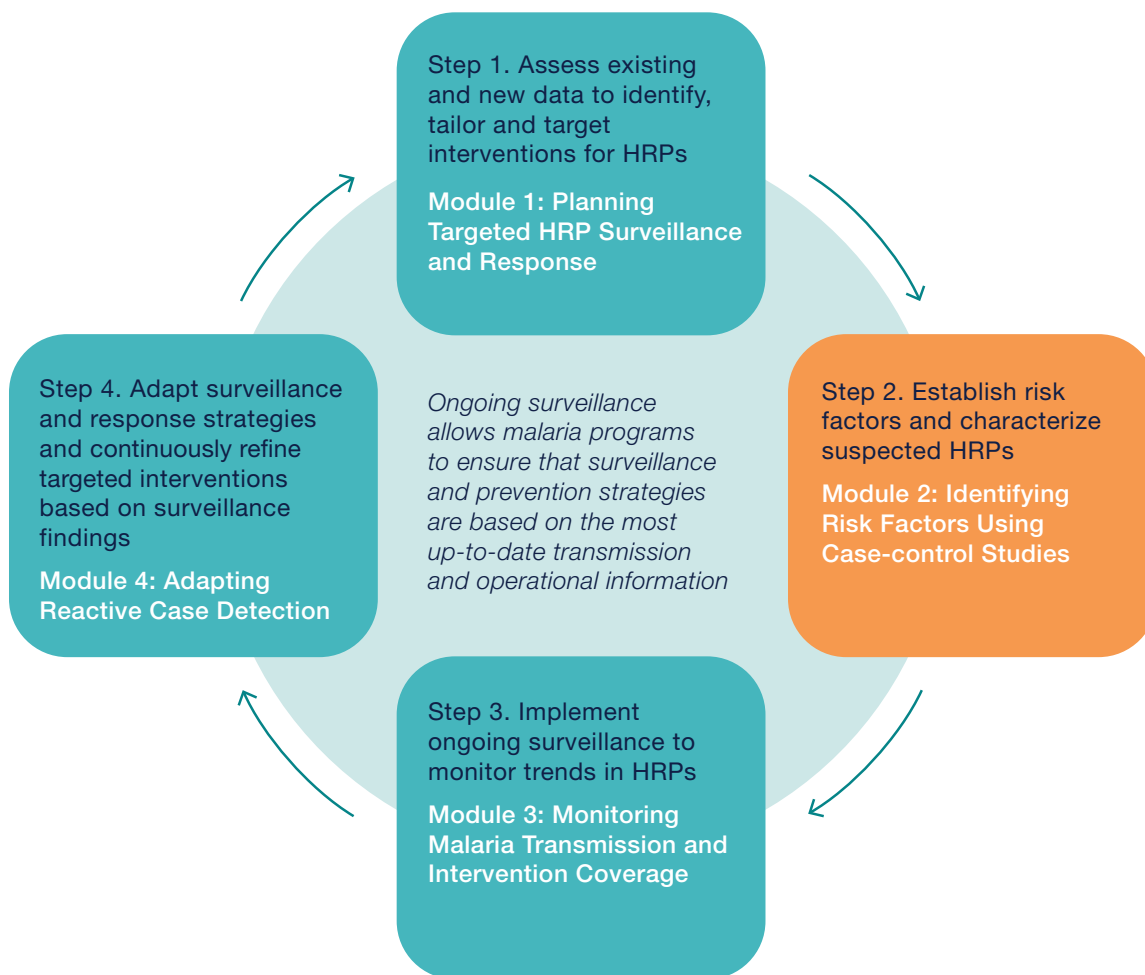 Step 1. Assess existing
and new data to identify,
tailor and target
interventions for HRPs
Module 1: Planning
Targeted HRP Surveillance
and Response
Step 2. Establish risk
factors and characterize
suspected HRPs
Module 2: Identifying
Risk Factors Using
Case-control Studies
Step 3. Implement
ongoing surveillance to
monitor trends in HRPs
Module 3: Monitoring
Malaria Transmission and
Intervention Coverage
Step 4. Adapt surveillance
and response strategies
and continuously refine
targeted interventions
based on surveillance
findings
Module 4: Adapting
Reactive Case Detection
Ongoing surveillance
allows malaria programs
to ensure that surveillance
and prevention strategies
are based on the most
up-to-date transmission
and operational information